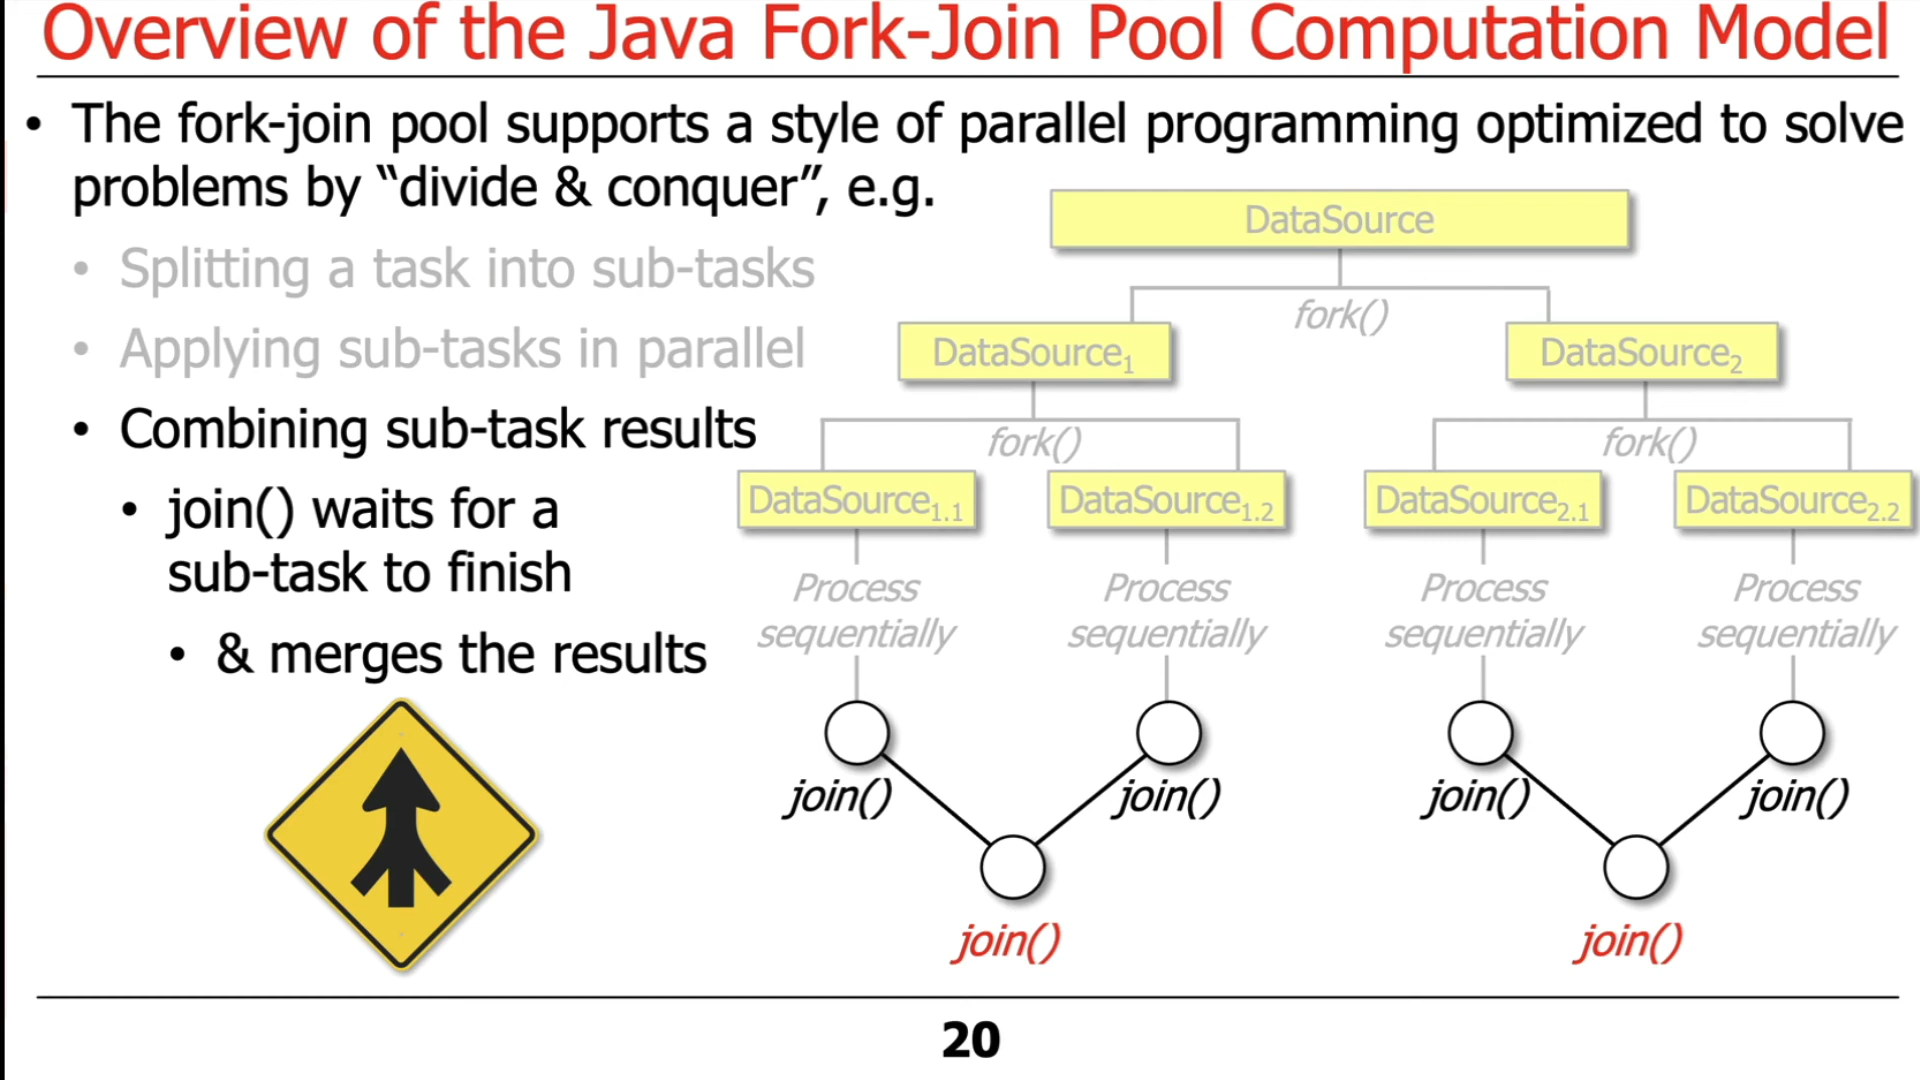 Overview of the Java Fork-Join Pool Computation Model
• The fork-join pool supports a style of parallel programming optimized to solve
problems by “divide & conquer”, e.g.
• Splitting a task into sub-tasks
• Applying sub-tasks in parallel
• Combining sub-task results
• join() waits for a
sub-task to finish
• & merges the results
DataSource
fork()
DataSource1 DataSource2
fork() fork()
DataSource1.1 DataSource1.2 DataSource2.1 DataSource2.2
Process Process Process Process
sequentially sequentially sequentially sequentially
join() join() join() join()
join() join()
20